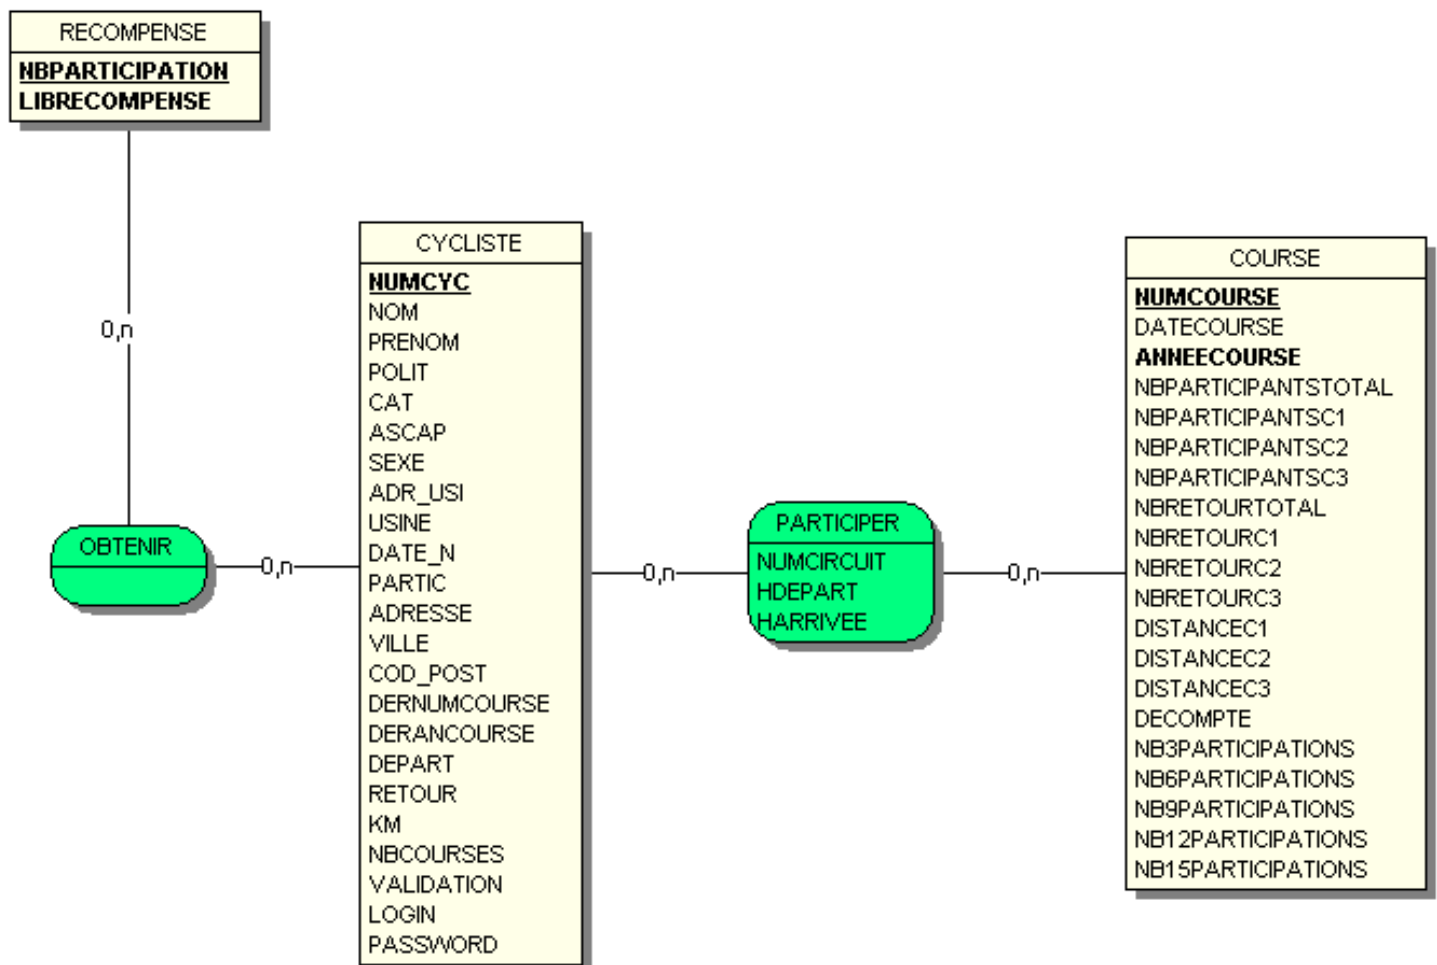 RECOMPENSE
NBPARTICIPATION
LIBRECOMPENSE
0,n
OBTENIR
0,n
CYCLISTE
NUMCYC
NOM
PRENOM
POLIT
CAT
ASCAP
SEXE
ADR_USI
USINE
DATE_N
PARTIC
ADRESSE
VILLE
COD_POST
DERNUMCOURSE
DERANCOURSE
DEPART
RETOUR
KM
NBCOURSES
VALIDATION
LOGIN
PASSWORD
0,n
PARTICIPER
NUMCIRCUIT
HDEPART
HARRIVEE
0,n
COURSE
NUMCOURSE
DATECOURSE
ANNEECOURSE
NBPARTICIPANTSTOTAL
NBPARTICIPANTSC1
NBPARTICIPANTSC2
NBPARTICIPANTSC3
NBRETOURTOTAL
NBRETOURC1
NBRETOURC2
NBRETOURC3
DISTANCEC1
DISTANCEC2
DISTANCEC3
DECOMPTE
NB3PARTICIPATIONS
NB6PARTICIPATIONS
NB9PARTICIPATIONS
NB12PARTICIPATIONS
NB15PARTICIPATIONS